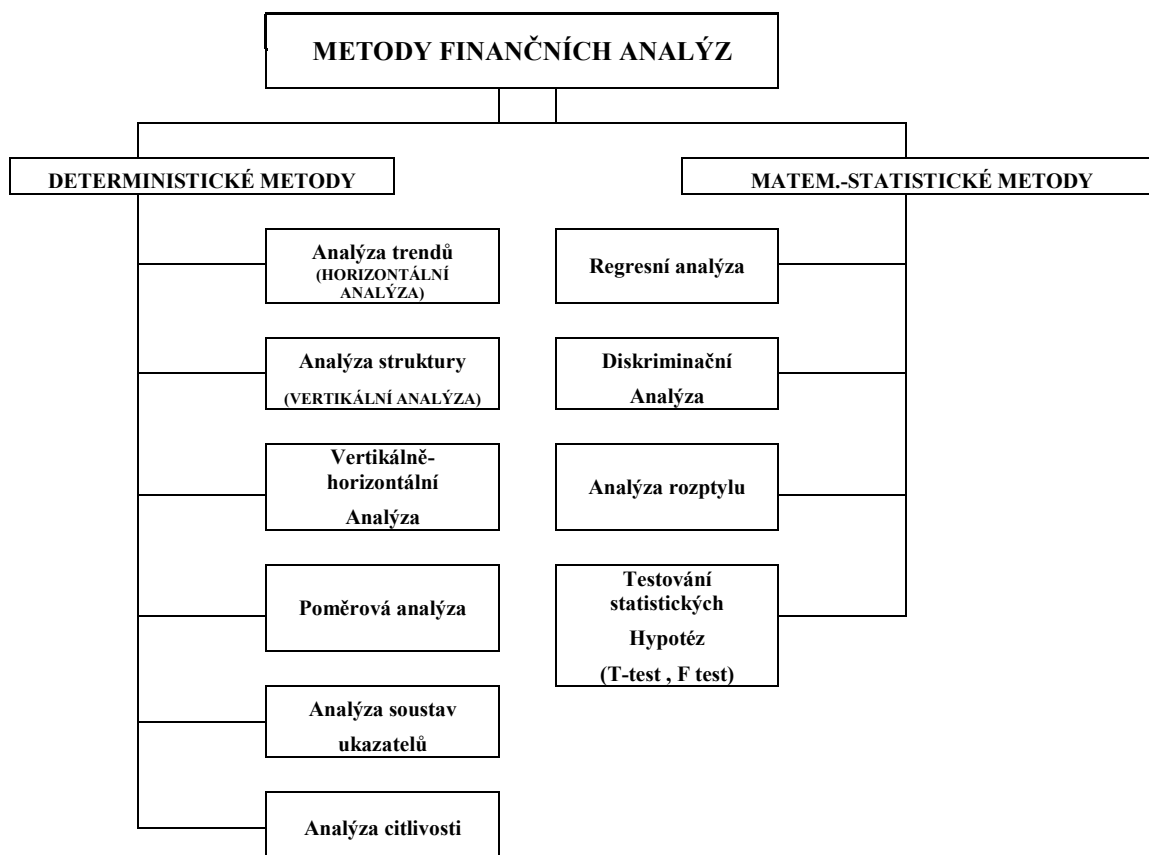 METODY FINANČNÍCH ANALÝZ
DETERMINISTICKÉ METODY
MATEM.-STATISTICKÉ METODY
Analýza trendů
(HORIZONTÁLNÍ
ANALÝZA)
Regresní analýza
Analýza struktury
(VERTIKÁLNÍ ANALÝZA)
Diskriminační
Analýza
Vertikálně-
horizontální
Analýza
Analýza rozptylu
Poměrová analýza
Testování
statistických
Hypotéz
(T-test , F test)
Analýza soustav
ukazatelů
Analýza citlivosti